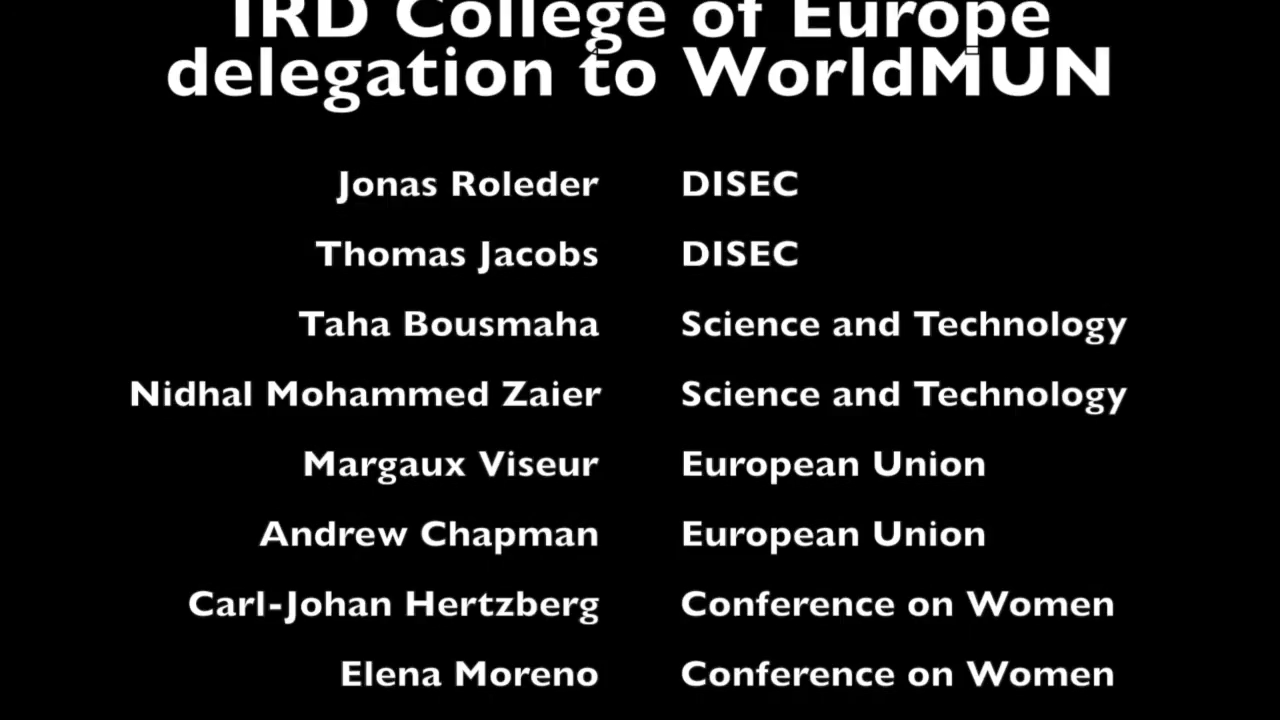 IRD College of Europe
delegation to WorldMUN
Jonas Roleder DISEC
Thomas Jacobs DISEC
Taha Bousmaha Science and Technology
Nidhal Mohammed Zaier Science and Technology
Margaux Viseur European Union
Andrew Chapman European Union
Carl-Johan Hertzberg Conference on Women
Elena Moreno Conference on Women